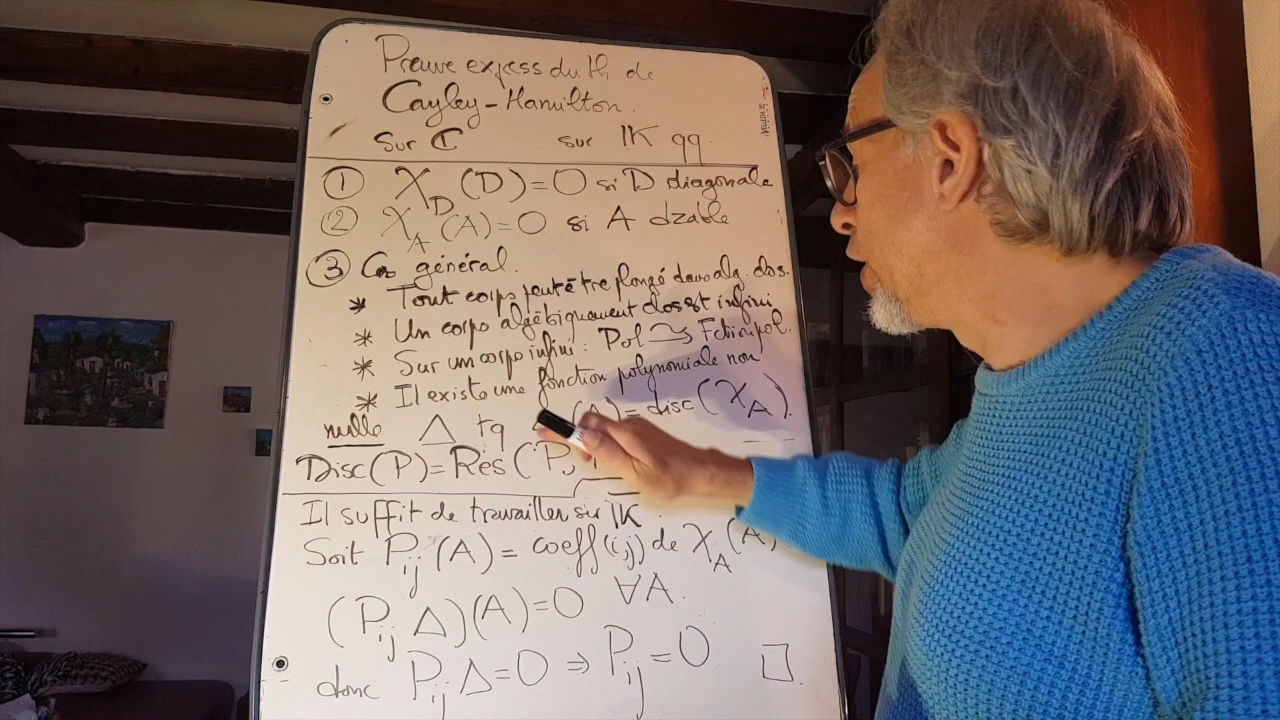 Preuve express du th. de
Cayley-Hamilton.
Sur ℂ sur 𝕂 qq.
① χ_D (D) = 0 si D diagonale
② χ_A (A) = 0 si A dzable
③ Cas général.
* Tout corps peut être plongé dans alg. clos.
* Un corps algébriquement clos est infini
* Sur un corps infini : Pol ⥲ Fction pol.
* Il existe une fonction polynomiale non
nulle Δ tq (A) = disc (χ_A).
Disc(P) = Res (P,
Il suffit de travailler sur 𝕂
Soit P_ij (A) = coeff (i,j) de χ_A (A)
(P_ij Δ)(A) = 0 ∀A.
donc P_ij Δ = 0 ⇒ P_ij = 0 □.